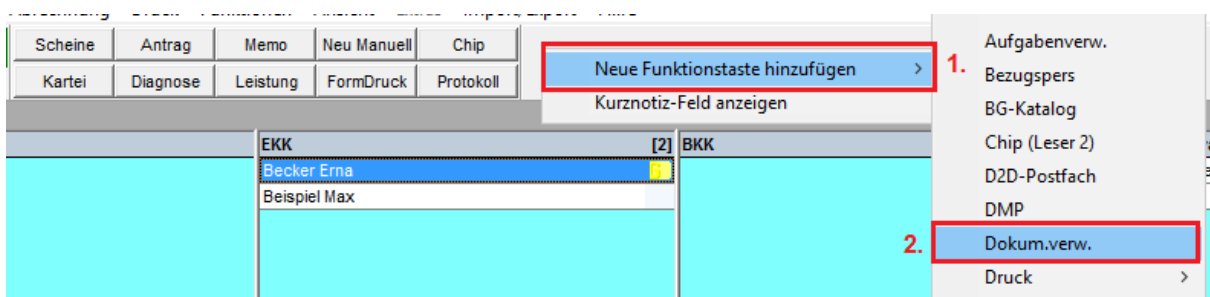 Scheine Antrag Memo Neu Manuell Chip
Kartei Diagnose Leistung FormDruck Protokoll
Neue Funktionstaste hinzufügen > 1.
Kurznotiz-Feld anzeigen
Aufgabenverw.
Bezugspers
BG-Katalog
Chip (Leser 2)
D2D-Postfach
DMP
2. Dokum.verw.
Druck >
EKK [2] BKK
Becker Erna
Beispiel Max